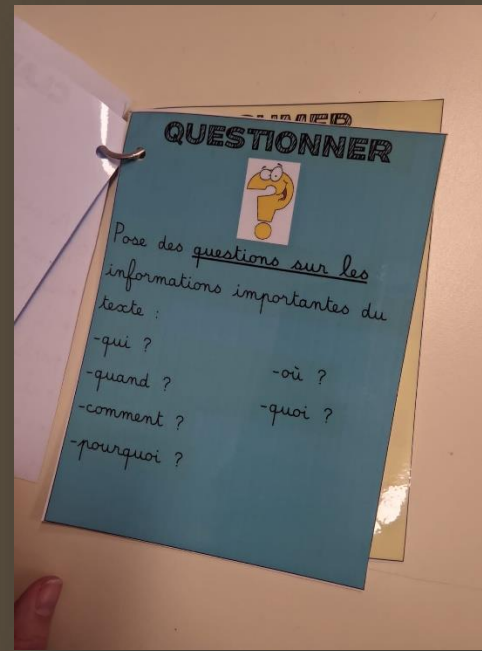 QUESTIONNER
Pose des questions sur les
informations importantes du
texte :
-qui ?
-quand ?
-comment ?
-pourquoi ?
-où ?
-quoi ?